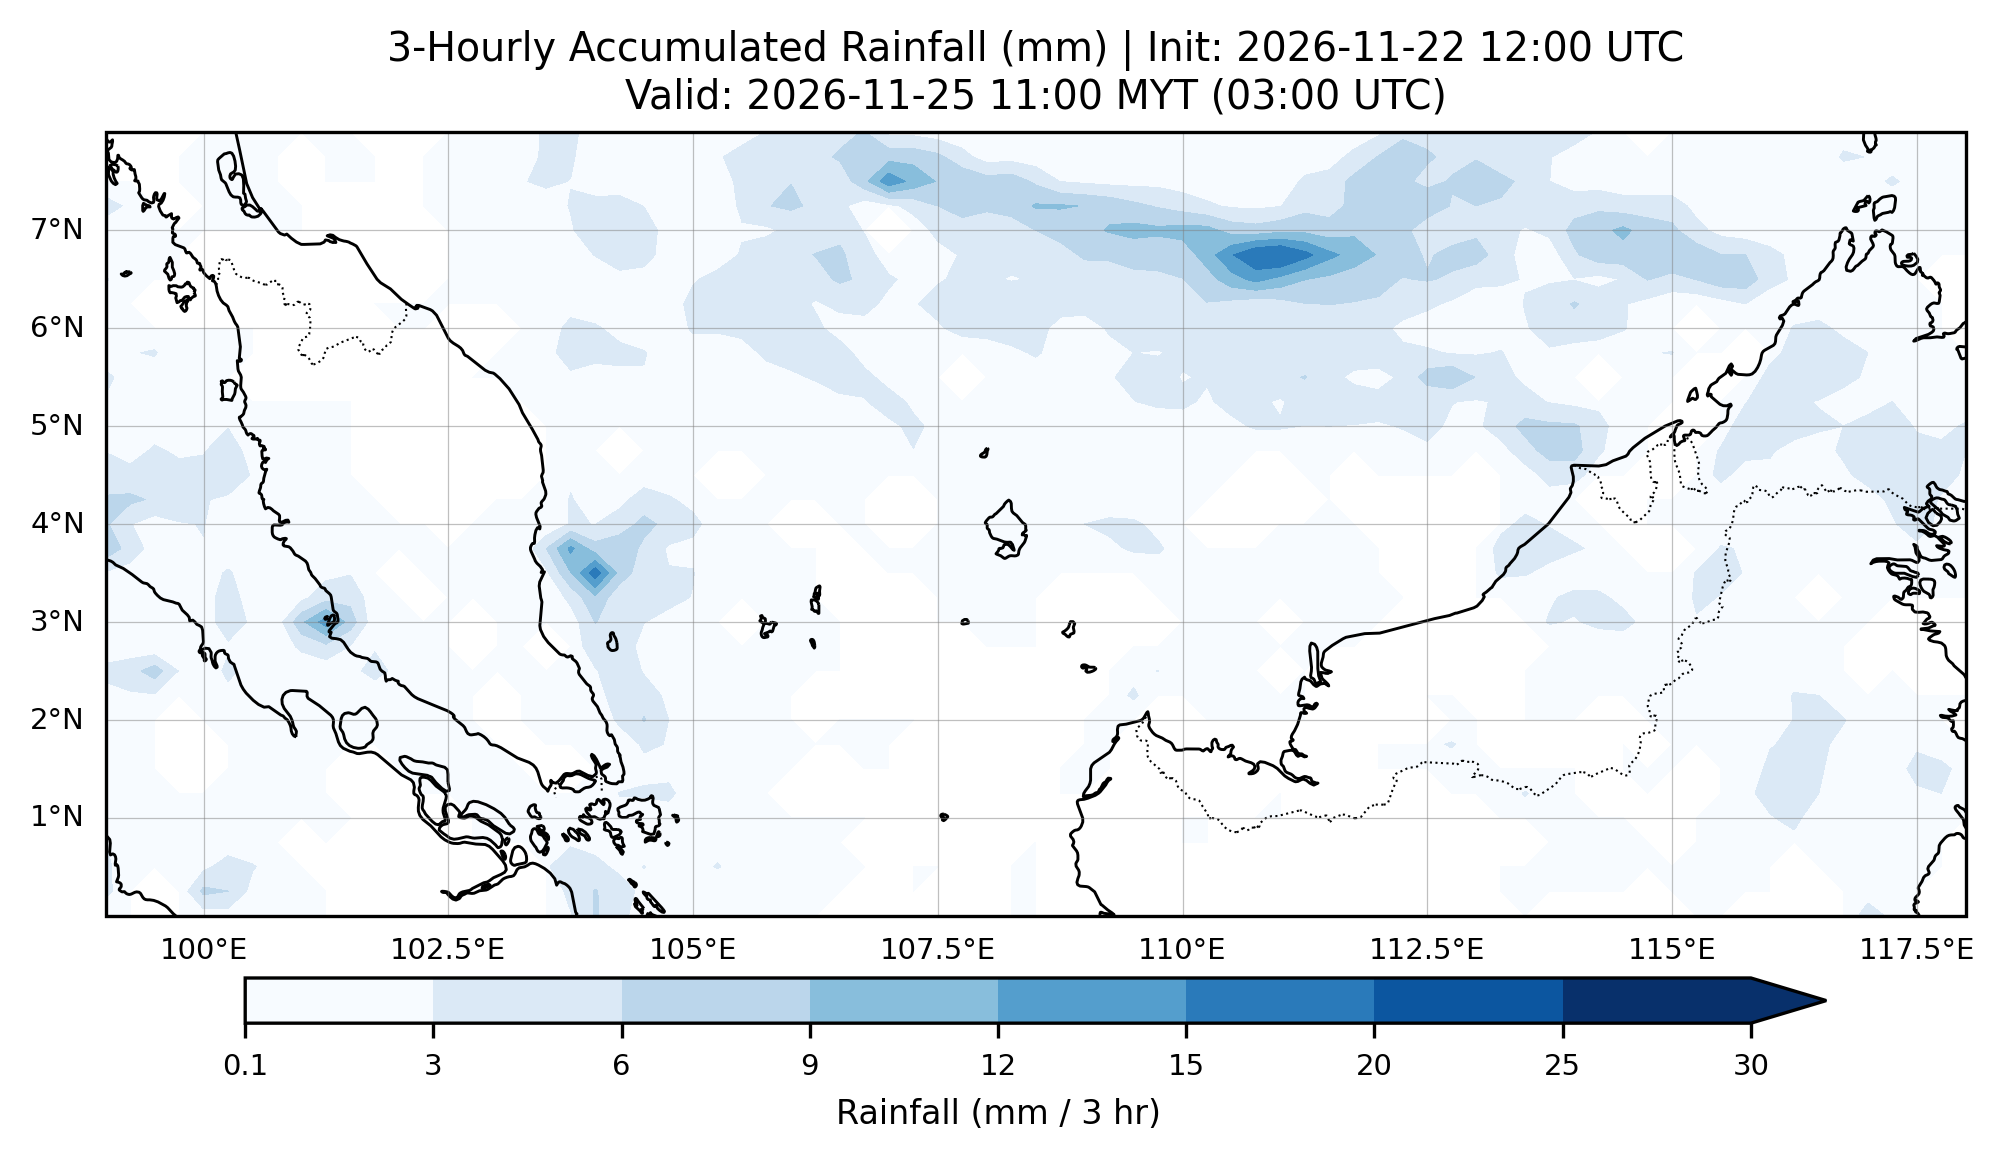 3-Hourly Accumulated Rainfall (mm) | Init: 2026-11-22 12:00 UTC
Valid: 2026-11-25 11:00 MYT (03:00 UTC)
7°N
6°N
5°N
4°N
3°N
2°N
1°N
100°E 102.5°E 105°E 107.5°E 110°E 112.5°E 115°E 117.5°E
0.1 3 6 9 12 15 20 25 30
Rainfall (mm / 3 hr)